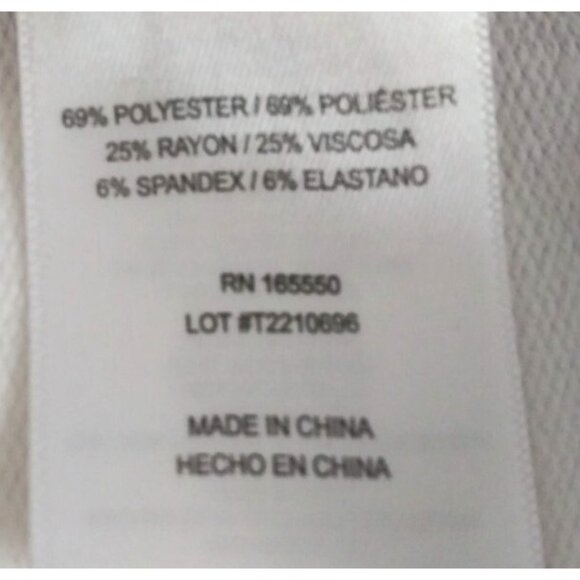 69% POLYESTER / 69% POLIÉSTER
25% RAYON / 25% VISCOSA
6% SPANDEX / 6% ELASTANO
RN 165550
LOT #T2210696
MADE IN CHINA
HECHO EN CHINA